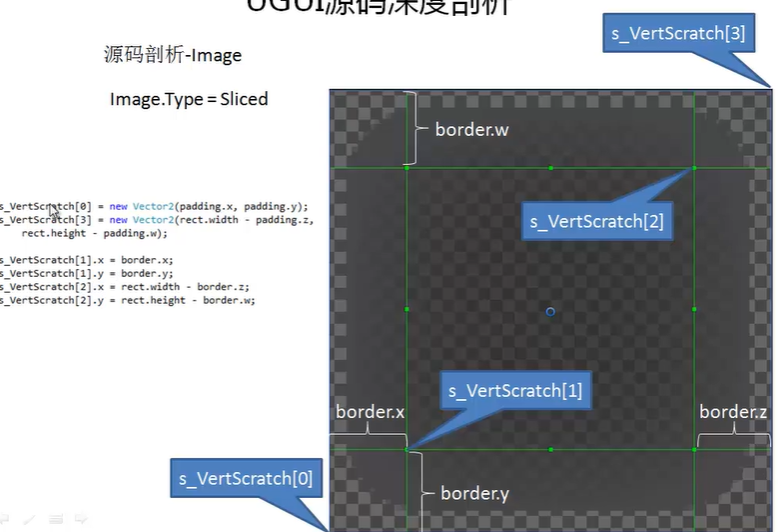 UGUI源码深度剖析
源码剖析-Image
Image.Type = Sliced
s_VertScratch[0] = new Vector2(padding.x, padding.y);
s_VertScratch[3] = new Vector2(rect.width - padding.z,
rect.height - padding.w);
s_VertScratch[1].x = border.x;
s_VertScratch[1].y = border.y;
s_VertScratch[2].x = rect.width - border.z;
s_VertScratch[2].y = rect.height - border.w;
s_VertScratch[3]
border.w
s_VertScratch[2]
s_VertScratch[1]
border.x
border.z
s_VertScratch[0]
border.y